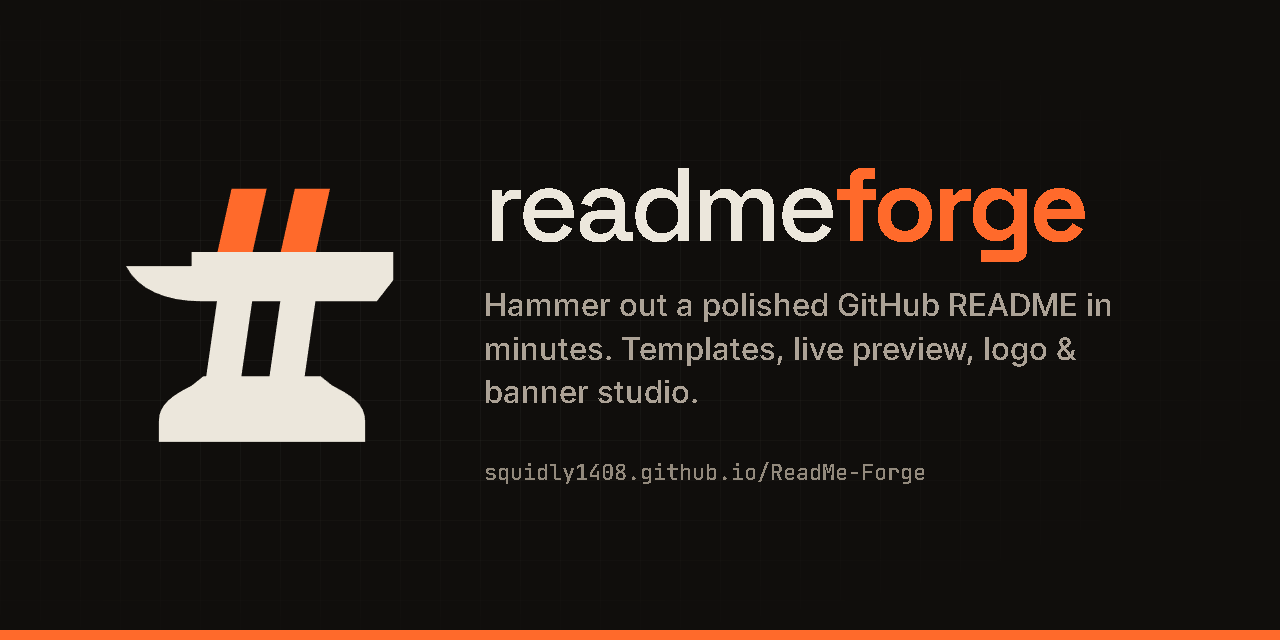 readmeforge
Hammer out a polished GitHub README in
minutes. Templates, live preview, logo &
banner studio.
squidly1408.github.io/ReadMe-Forge